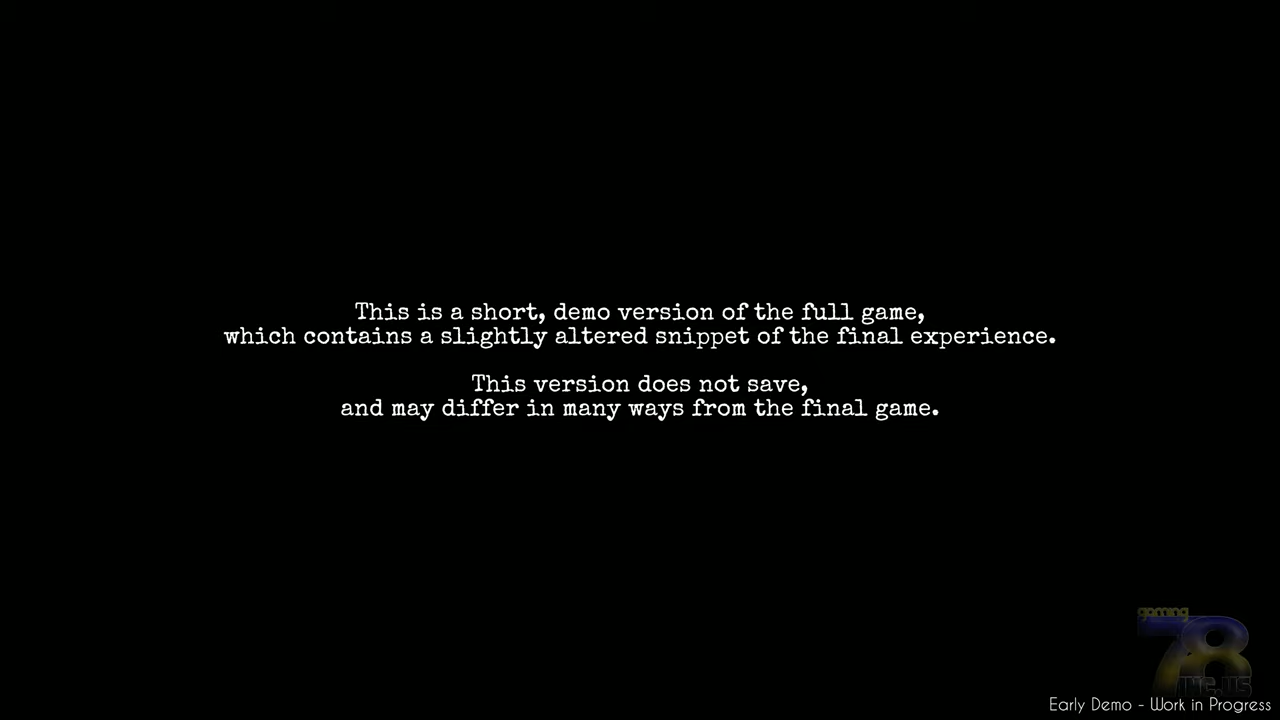 This is a short, demo version of the full game,
which contains a slightly altered snippet of the final experience.
This version does not save,
and may differ in many ways from the final game.
gaming
78
INC.US
Early Demo - Work in Progress